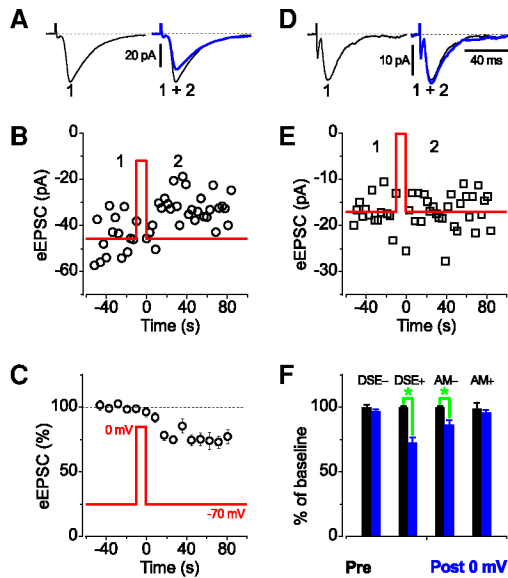 A
D
20 pA
1
1 + 2
10 pA
40 ms
1
1 + 2
B
eEPSC (pA)
0
-20
-40
-60
1
2
-40
0
40
80
Time (s)
E
eEPSC (pA)
0
-10
-20
-30
1
2
-40
0
40
80
Time (s)
C
eEPSC (%)
100
50
0
0 mV
-70 mV
-40
0
40
80
Time (s)
F
% of baseline
100
75
50
25
0
DSE– DSE+ AM– AM+
*
*
Pre
Post 0 mV